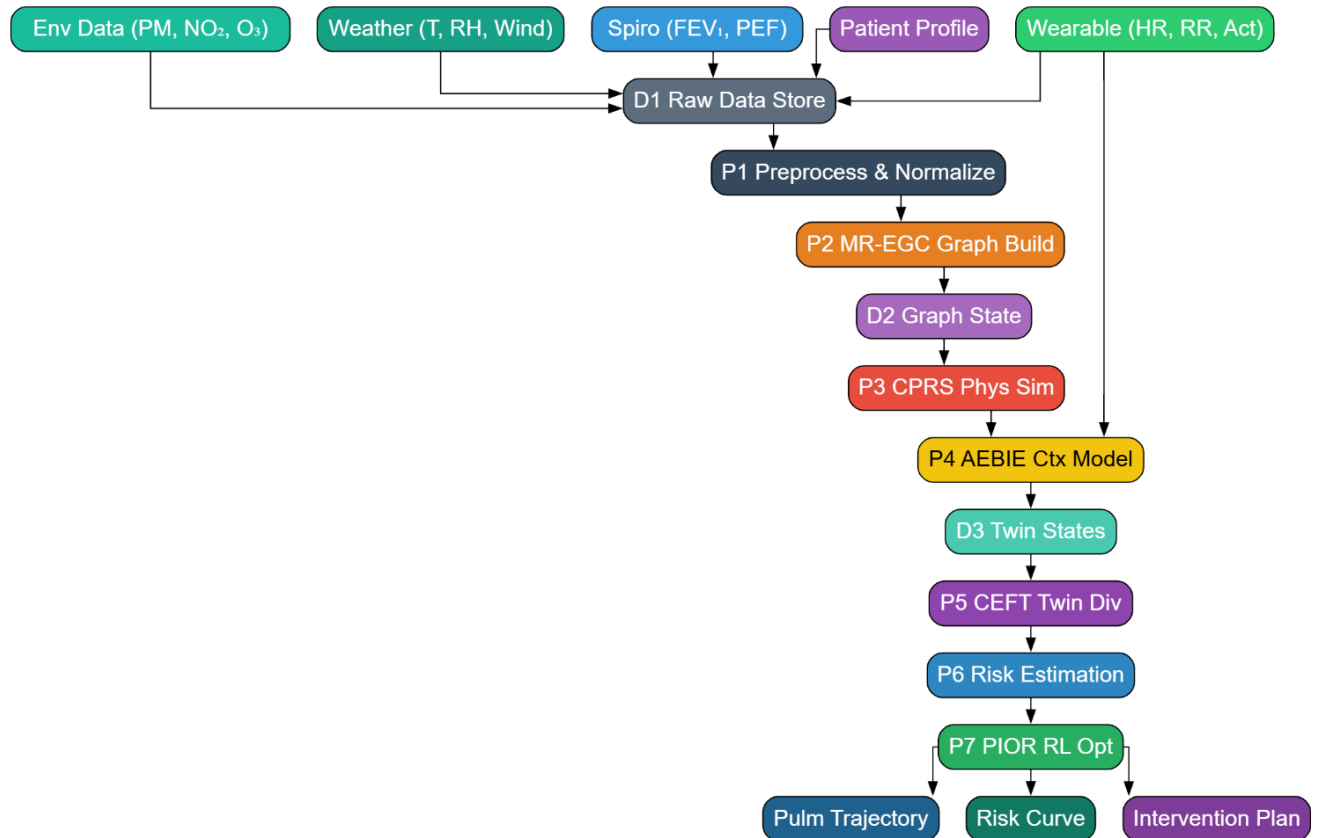 Env Data (PM, NO₂, O₃)
Weather (T, RH, Wind)
Spiro (FEV₁, PEF)
Patient Profile
Wearable (HR, RR, Act)
D1 Raw Data Store
P1 Preprocess & Normalize
P2 MR-EGC Graph Build
D2 Graph State
P3 CPRS Phys Sim
P4 AEBIE Ctx Model
D3 Twin States
P5 CEFT Twin Div
P6 Risk Estimation
P7 PIOR RL Opt
Pulm Trajectory
Risk Curve
Intervention Plan